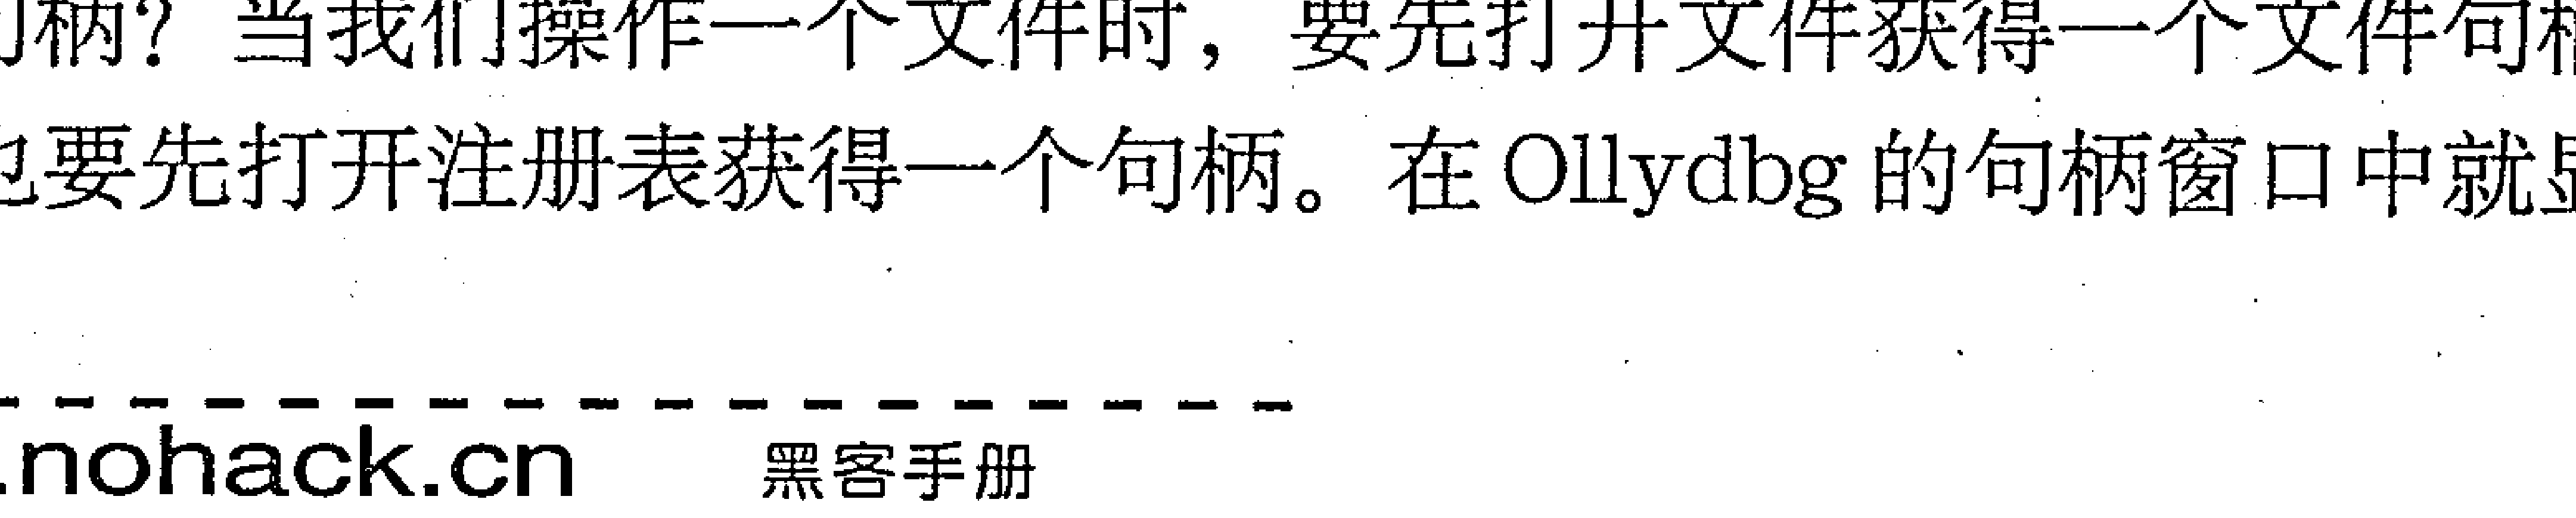 柄？当我们操作一个文件时，要先打开文件获得一个文件句
要先打开注册表获得一个句柄。在 Ollydbg 的句柄窗口中就
.nohack.cn 黑客手册